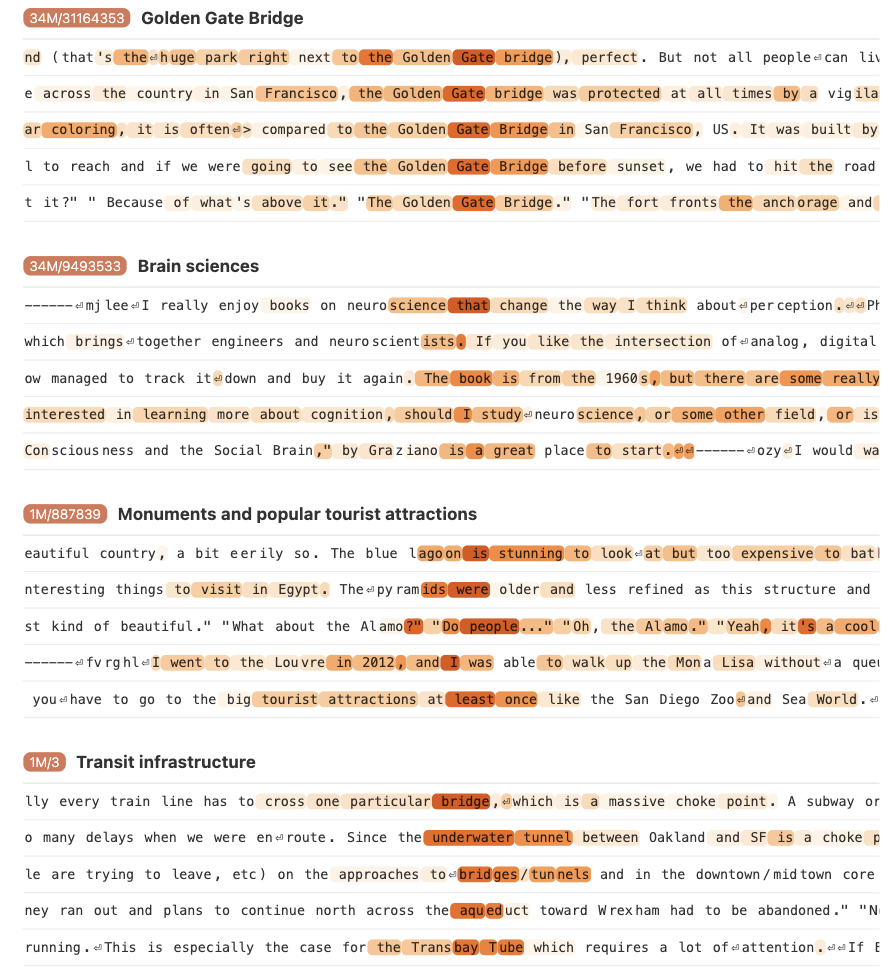 34M/31164353 Golden Gate Bridge
nd (that's the⏎huge park right next to the Golden Gate bridge), perfect. But not all people⏎can liv
e across the country in San Francisco, the Golden Gate bridge was protected at all times by a vigila
ar coloring, it is often⏎> compared to the Golden Gate Bridge in San Francisco, US. It was built by
l to reach and if we were going to see the Golden Gate Bridge before sunset, we had to hit the road
t it?" " Because of what's above it." "The Golden Gate Bridge." "The fort fronts the anchorage and
34M/9493533 Brain sciences
------⏎mjlee⏎I really enjoy books on neuroscience that change the way I think about⏎perception.⏎⏎Ph
which brings⏎together engineers and neuroscientists. If you like the intersection of⏎analog, digital
ow managed to track it⏎down and buy it again. The book is from the 1960s, but there are some really
interested in learning more about cognition, should I study⏎neuroscience, or some other field, or is
Consciousness and the Social Brain," by Graziano is a great place to start.⏎⏎------⏎ozy⏎I would wa
1M/887839 Monuments and popular tourist attractions
eautiful country, a bit eerily so. The blue lagoon is stunning to look⏎at but too expensive to bat
nteresting things to visit in Egypt. The⏎pyramids were older and less refined as this structure and
st kind of beautiful." "What about the Alamo?" "Do people..." "Oh, the Alamo." "Yeah, it's a cool
------⏎fvrghl⏎I went to the Louvre in 2012, and I was able to walk up the Mona Lisa without⏎a queu
you⏎have to go to the big tourist attractions at least once like the San Diego Zoo⏎and Sea World.⏎
1M/3 Transit infrastructure
lly every train line has to cross one particular bridge,⏎which is a massive choke point. A subway or
o many delays when we were en⏎route. Since the underwater tunnel between Oakland and SF is a choke p
le are trying to leave, etc) on the approaches to⏎bridges/tunnels and in the downtown/midtown core
ney ran out and plans to continue north across the aqueduct toward Wrexham had to be abandoned." "N
running.⏎This is especially the case for the Transbay Tube which requires a lot of⏎attention.⏎⏎If